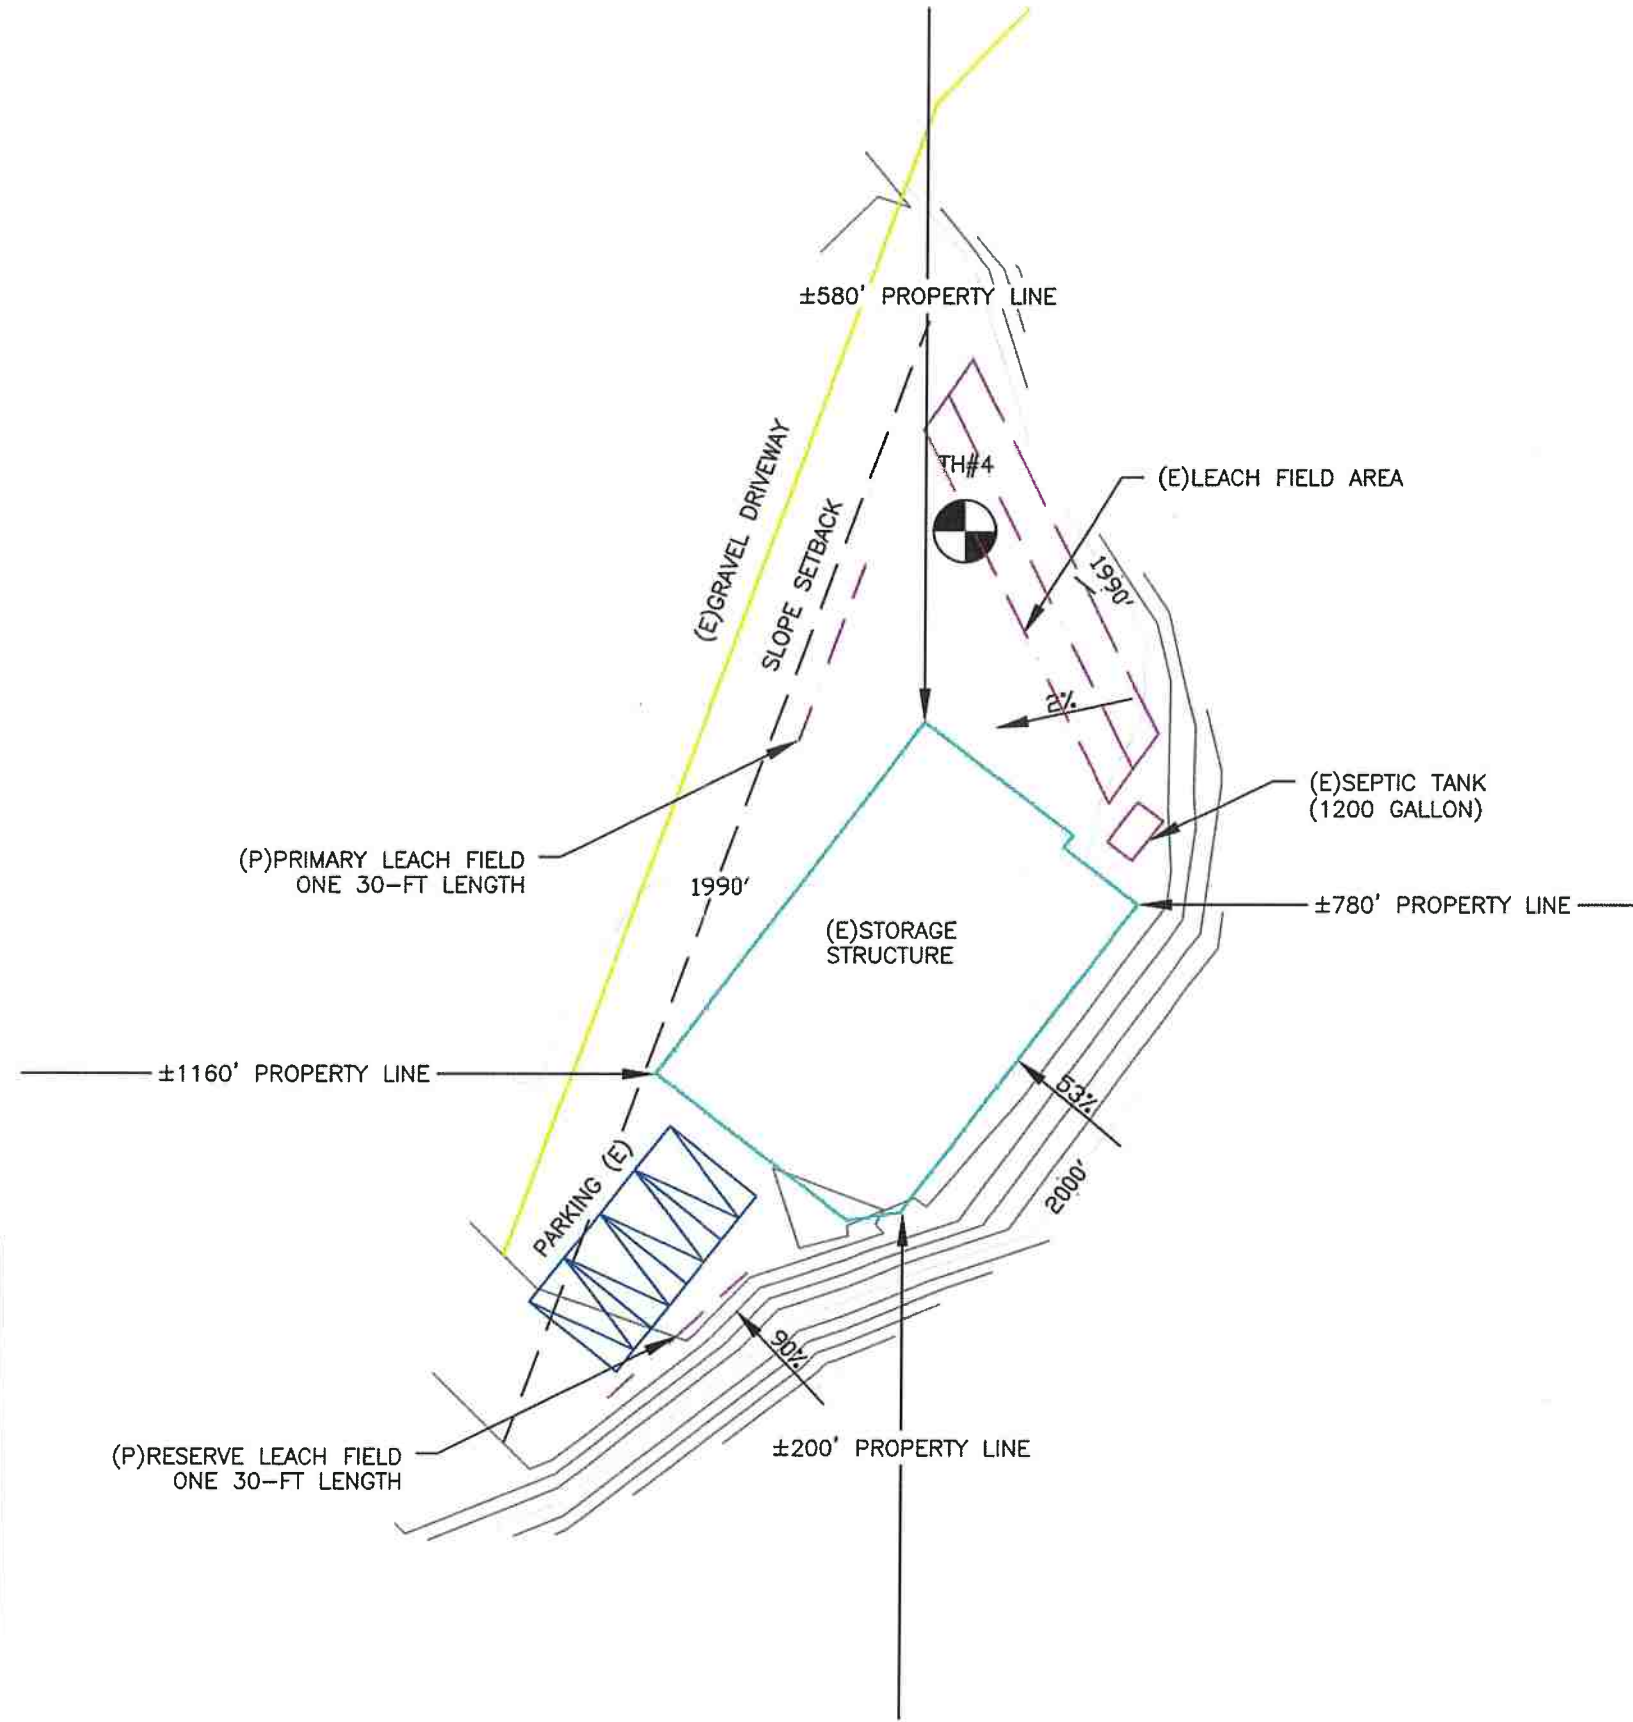 ±580' PROPERTY LINE
(E)GRAVEL DRIVEWAY
TH#4
(E)LEACH FIELD AREA
SLOPE SETBACK
1990'
2%
(E)SEPTIC TANK
(1200 GALLON)
(P)PRIMARY LEACH FIELD
ONE 30-FT LENGTH
1990'
±780' PROPERTY LINE
(E)STORAGE
STRUCTURE
±1160' PROPERTY LINE
53%
PARKING (E)
2000'
90%
±200' PROPERTY LINE
(P)RESERVE LEACH FIELD
ONE 30-FT LENGTH